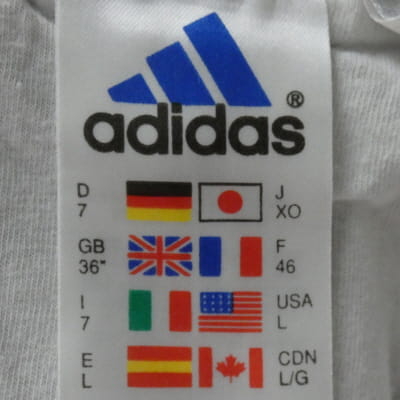 adidas®
D J
7 XO
GB F
36" 46
I USA
7 L
E CDN
L L/G